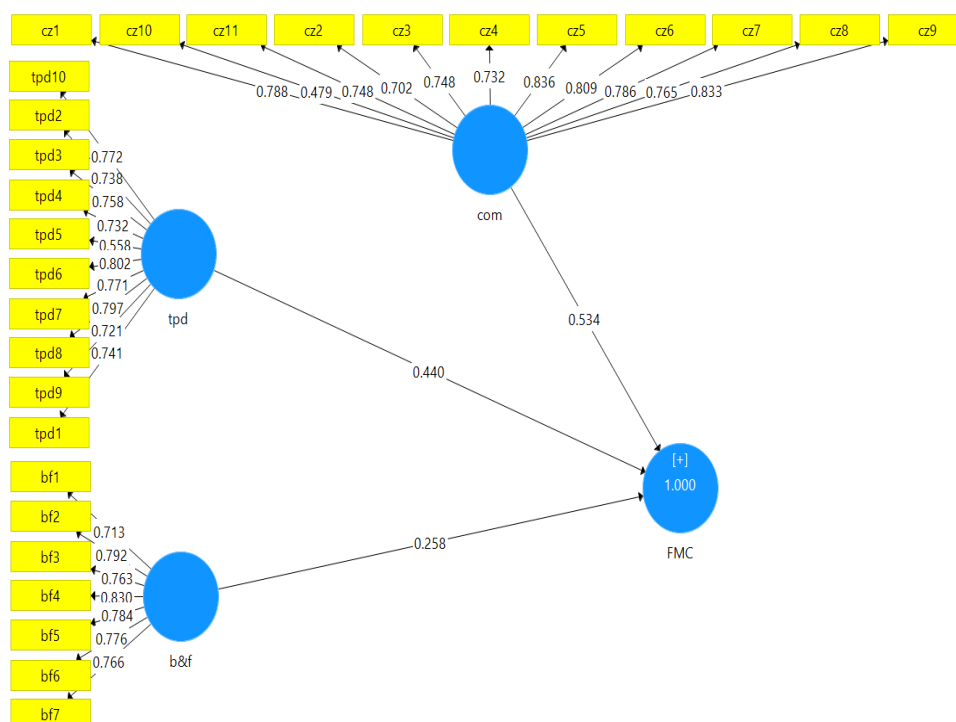 cz1 cz10 cz11 cz2 cz3 cz4 cz5 cz6 cz7 cz8 cz9
0.788 0.479 0.748 0.702 0.748 0.732 0.836 0.809 0.786 0.765 0.833
com
tpd10
tpd2
tpd3
tpd4
tpd5
tpd6
tpd7
tpd8
tpd9
tpd1
0.772
0.738
0.758
0.732
0.558
0.802
0.771
0.797
0.721
0.741
tpd
0.534
0.440
bf1
bf2
bf3
bf4
bf5
bf6
bf7
0.713
0.792
0.763
0.830
0.784
0.776
0.766
b&f
0.258
[+]
1.000
FMC